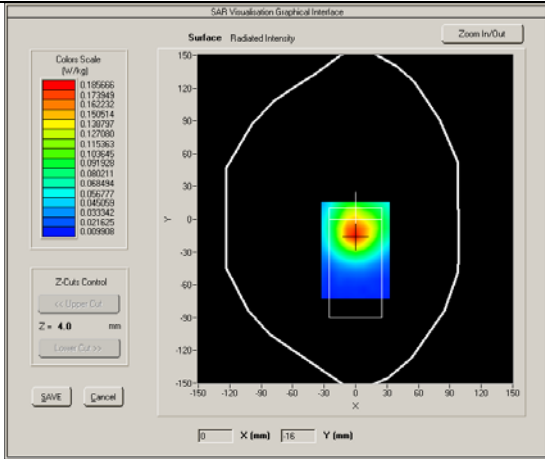 SAR Visualisation Graphical Interface
Surface Radiated Intensity
Zoom In/Out
Colors Scale
(W/kg)
0.185666
0.173949
0.162232
0.150514
0.138797
0.127080
0.115363
0.103645
0.091928
0.080211
0.068494
0.056777
0.045059
0.033342
0.021625
0.009908
Z-Cuts Control
<< Upper Cut
Z = 4.0 mm
Lower Cut >>
SAVE Cancel
150
120
90
60
30
0
-30
-60
-90
-120
-150
Y
-150 -120 -90 -60 -30 0 30 60 90 120 150
X
0 X (mm) -16 Y (mm)